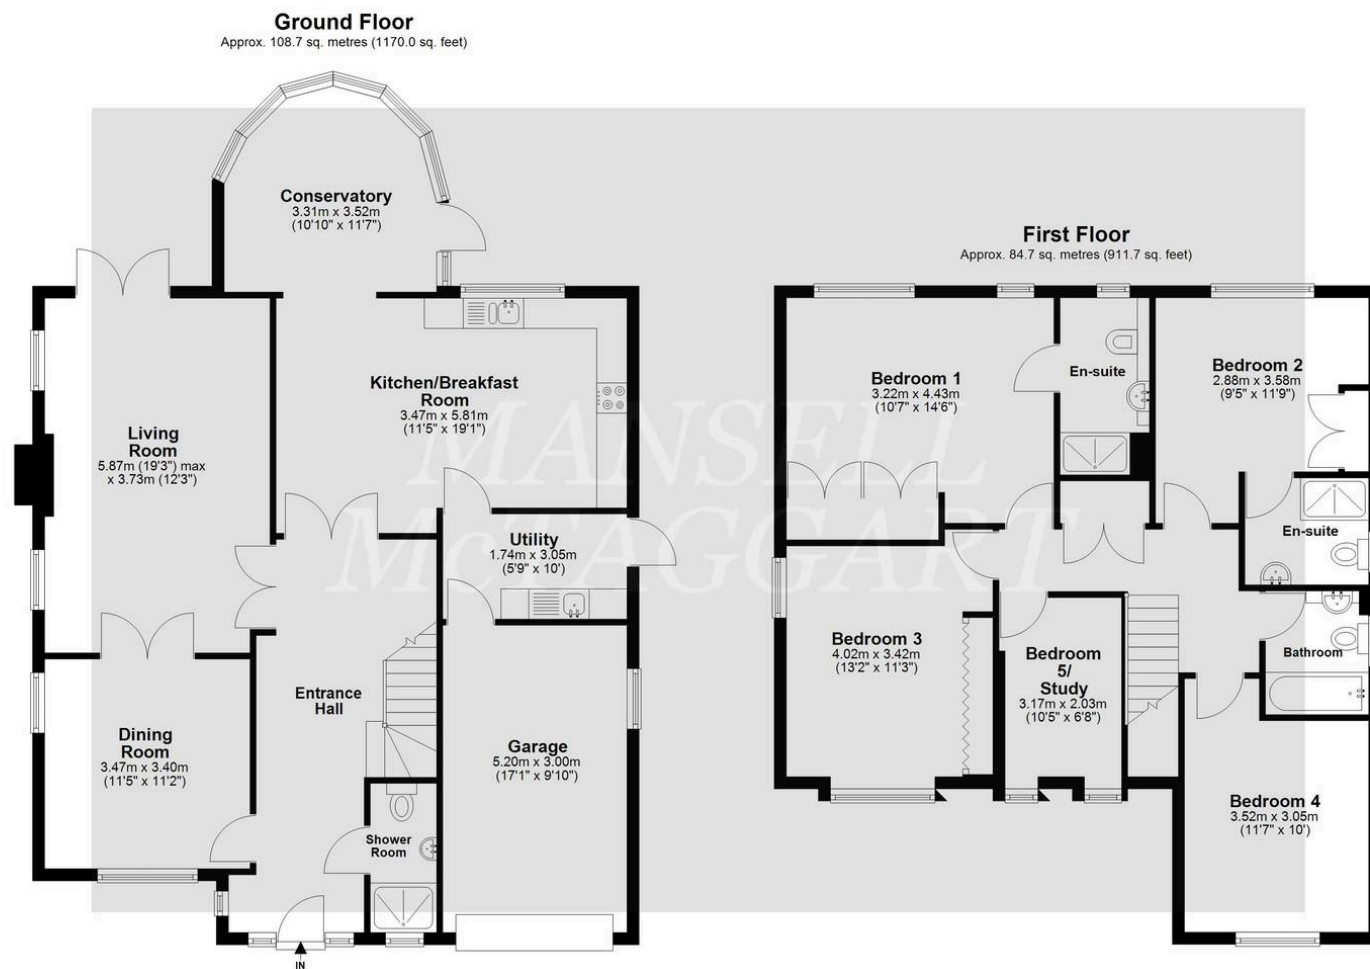 Ground Floor
Approx. 108.7 sq. metres (1170.0 sq. feet)
Conservatory
3.31m x 3.52m
(10'10" x 11'7")
Kitchen/Breakfast
Room
3.47m x 5.81m
(11'5" x 19'1")
Living
Room
5.87m (19'3") max
x 3.73m (12'3")
Utility
1.74m x 3.05m
(5'9" x 10')
Entrance
Hall
Dining
Room
3.47m x 3.40m
(11'5" x 11'2")
Garage
5.20m x 3.00m
(17'1" x 9'10")
Shower
Room
IN
First Floor
Approx. 84.7 sq. metres (911.7 sq. feet)
Bedroom 1
3.22m x 4.43m
(10'7" x 14'6")
En-suite
Bedroom 2
2.88m x 3.58m
(9'5" x 11'9")
En-suite
Bedroom 3
4.02m x 3.42m
(13'2" x 11'3")
Bedroom
5/
Study
3.17m x 2.03m
(10'5" x 6'8")
Bathroom
Bedroom 4
3.52m x 3.05m
(11'7" x 10')
MANSELL
McTAGGART